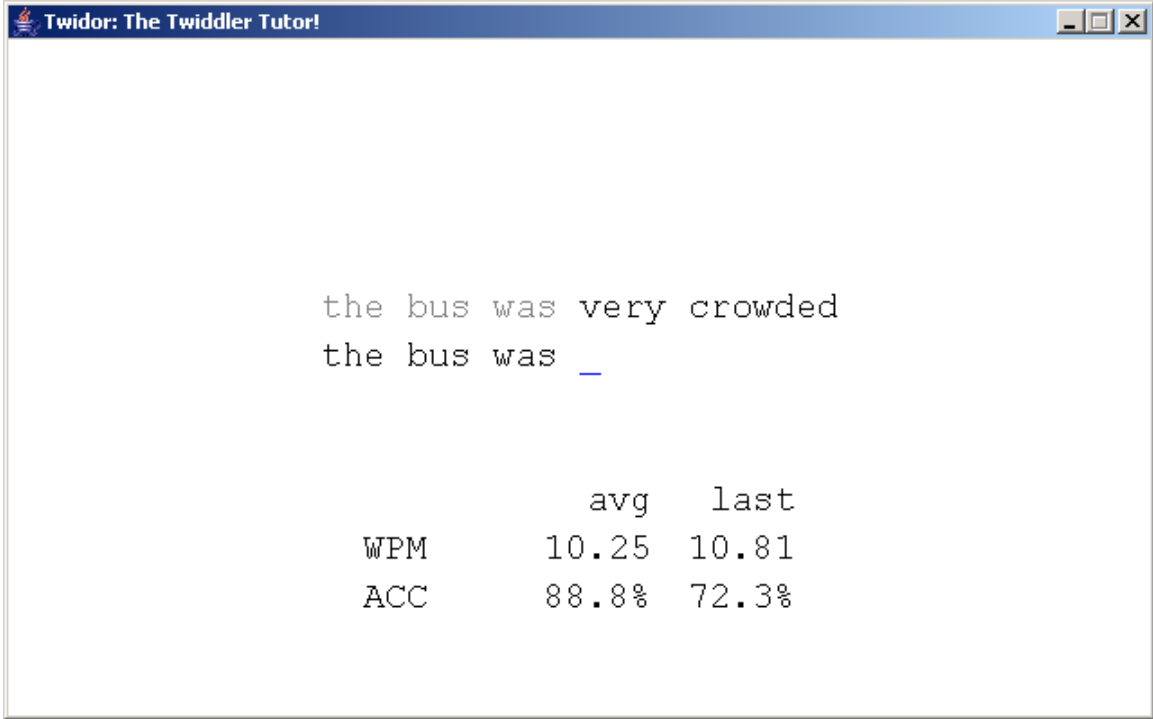 Twidor: The Twiddler Tutor!
the bus was very crowded
the bus was _
avg last
WPM 10.25 10.81
ACC 88.8% 72.3%